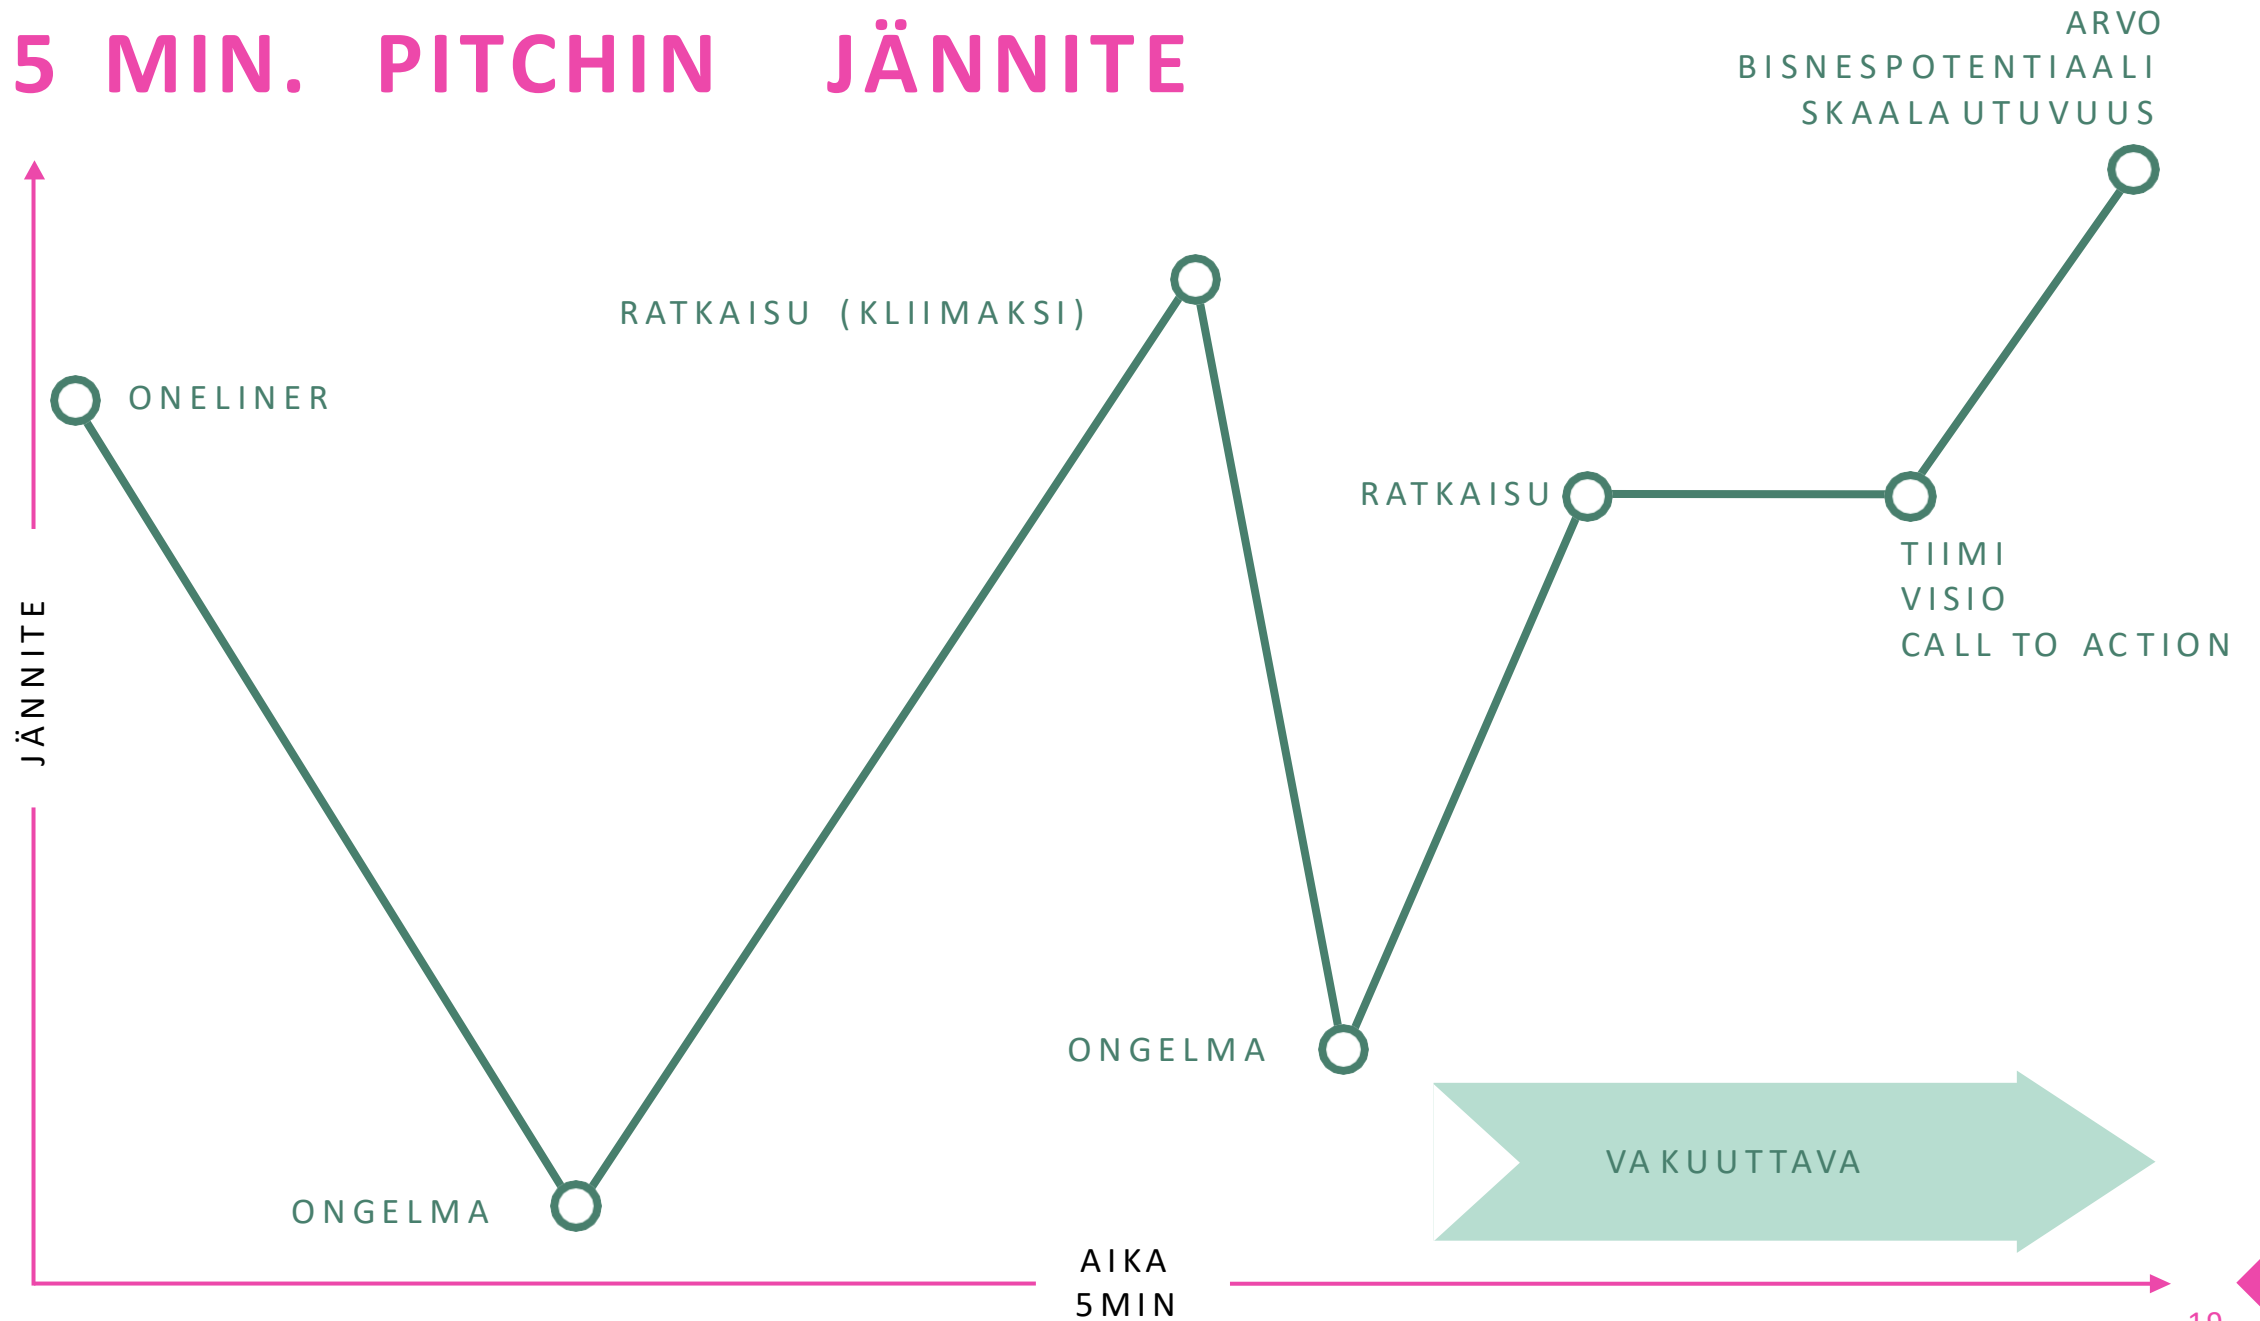 5 MIN. PITCHIN JÄNNITE
ARVO
BISNESPOTENTIAALI
SKAALAUTUVUUS
RATKAISU (KLIIMAKSI)
ONELINER
RATKAISU
TIIMI
VISIO
CALL TO ACTION
JÄNNITE
ONGELMA
VAKUUTTAVA
ONGELMA
AIKA
5MIN